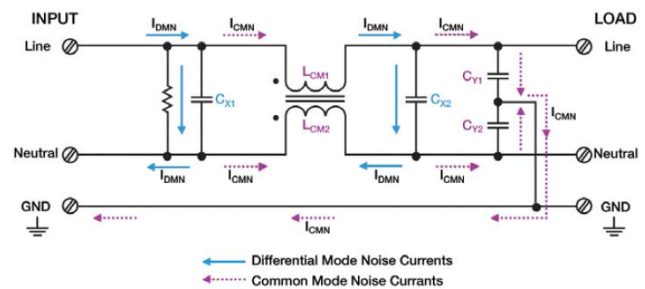 INPUT
LOAD
I_DMN I_CMN I_DMN I_CMN
Line
Line
L_CM1
C_X1
C_X2
C_Y1
I_CMN
L_CM2
C_Y2
Neutral
Neutral
I_DMN I_CMN I_DMN I_CMN
GND
GND
I_CMN
Differential Mode Noise Currents
Common Mode Noise Currants